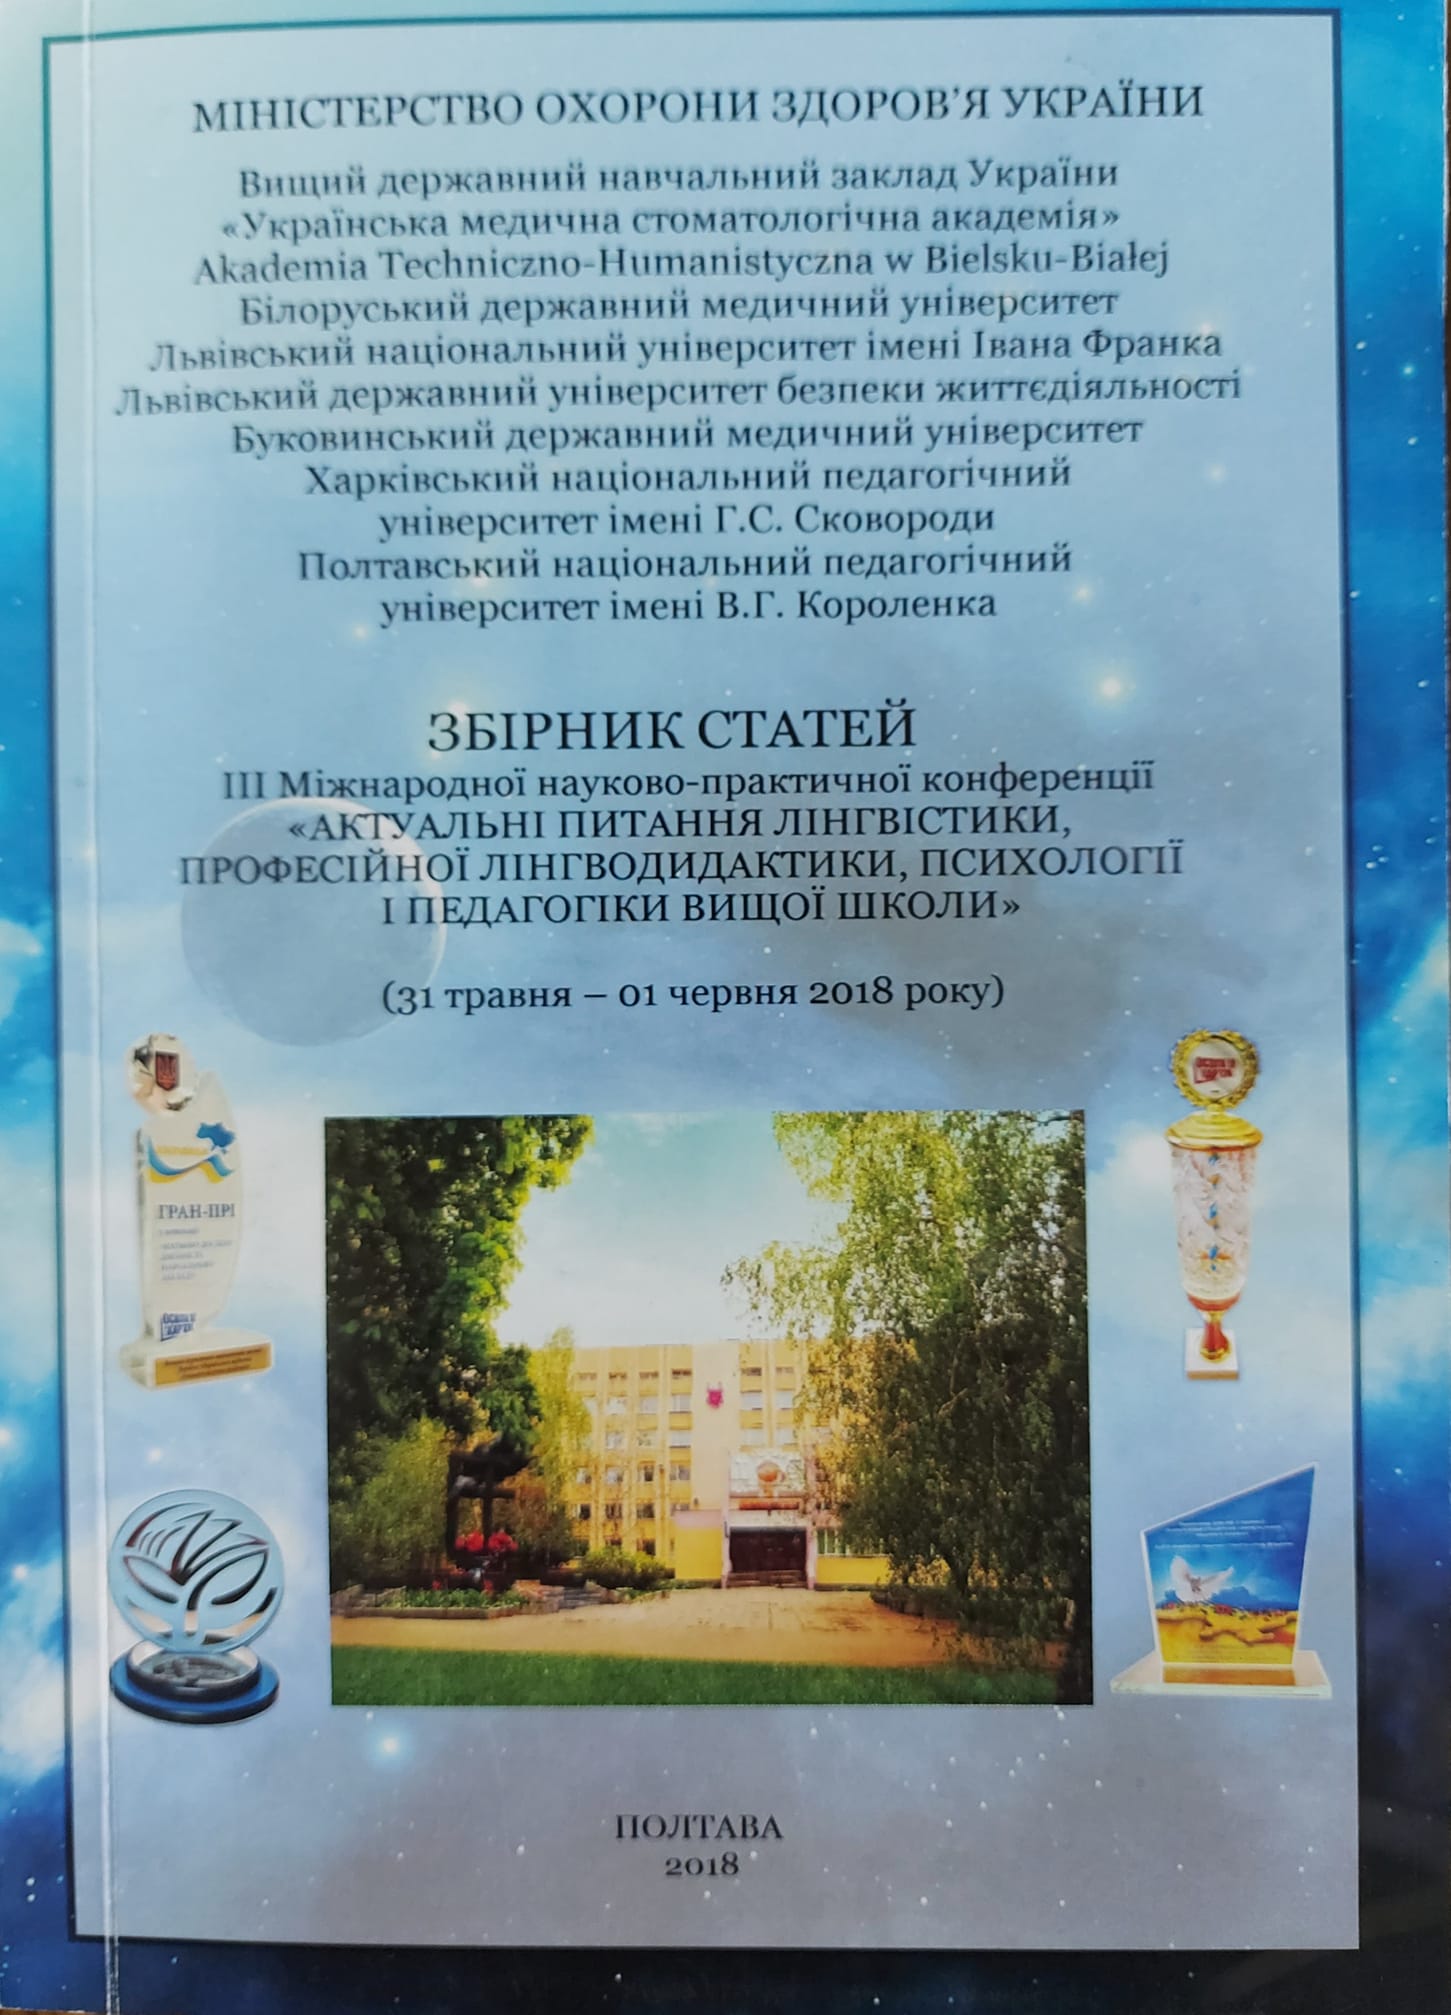 МІНІСТЕРСТВО ОХОРОНИ ЗДОРОВ’Я УКРАЇНИ
Вищий державний навчальний заклад України
«Українська медична стоматологічна академія»
Akademia Techniczno-Humanistyczna w Bielsku-Białej
Білоруський державний медичний університет
Львівський національний університет імені Івана Франка
Львівський державний університет безпеки життєдіяльності
Буковинський державний медичний університет
Харківський національний педагогічний
університет імені Г.С. Сковороди
Полтавський національний педагогічний
університет імені В.Г. Короленка
ЗБІРНИК СТАТЕЙ
ІІІ Міжнародної науково-практичної конференції
«АКТУАЛЬНІ ПИТАННЯ ЛІНГВІСТИКИ,
ПРОФЕСІЙНОЇ ЛІНГВОДИДАКТИКИ, ПСИХОЛОГІЇ
І ПЕДАГОГІКИ ВИЩОЇ ШКОЛИ»
(31 травня – 01 червня 2018 року)
ГРАН-ПРІ
ПОЛТАВА
2018